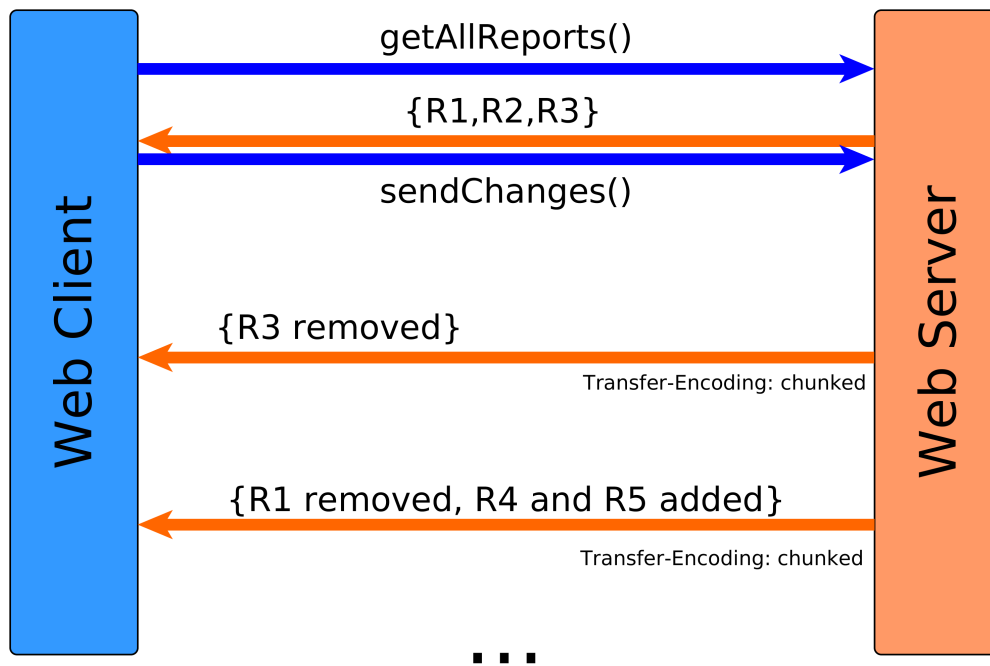 getAllReports()
{R1,R2,R3}
sendChanges()
Web Client
Web Server
{R3 removed}
Transfer-Encoding: chunked
{R1 removed, R4 and R5 added}
Transfer-Encoding: chunked
...